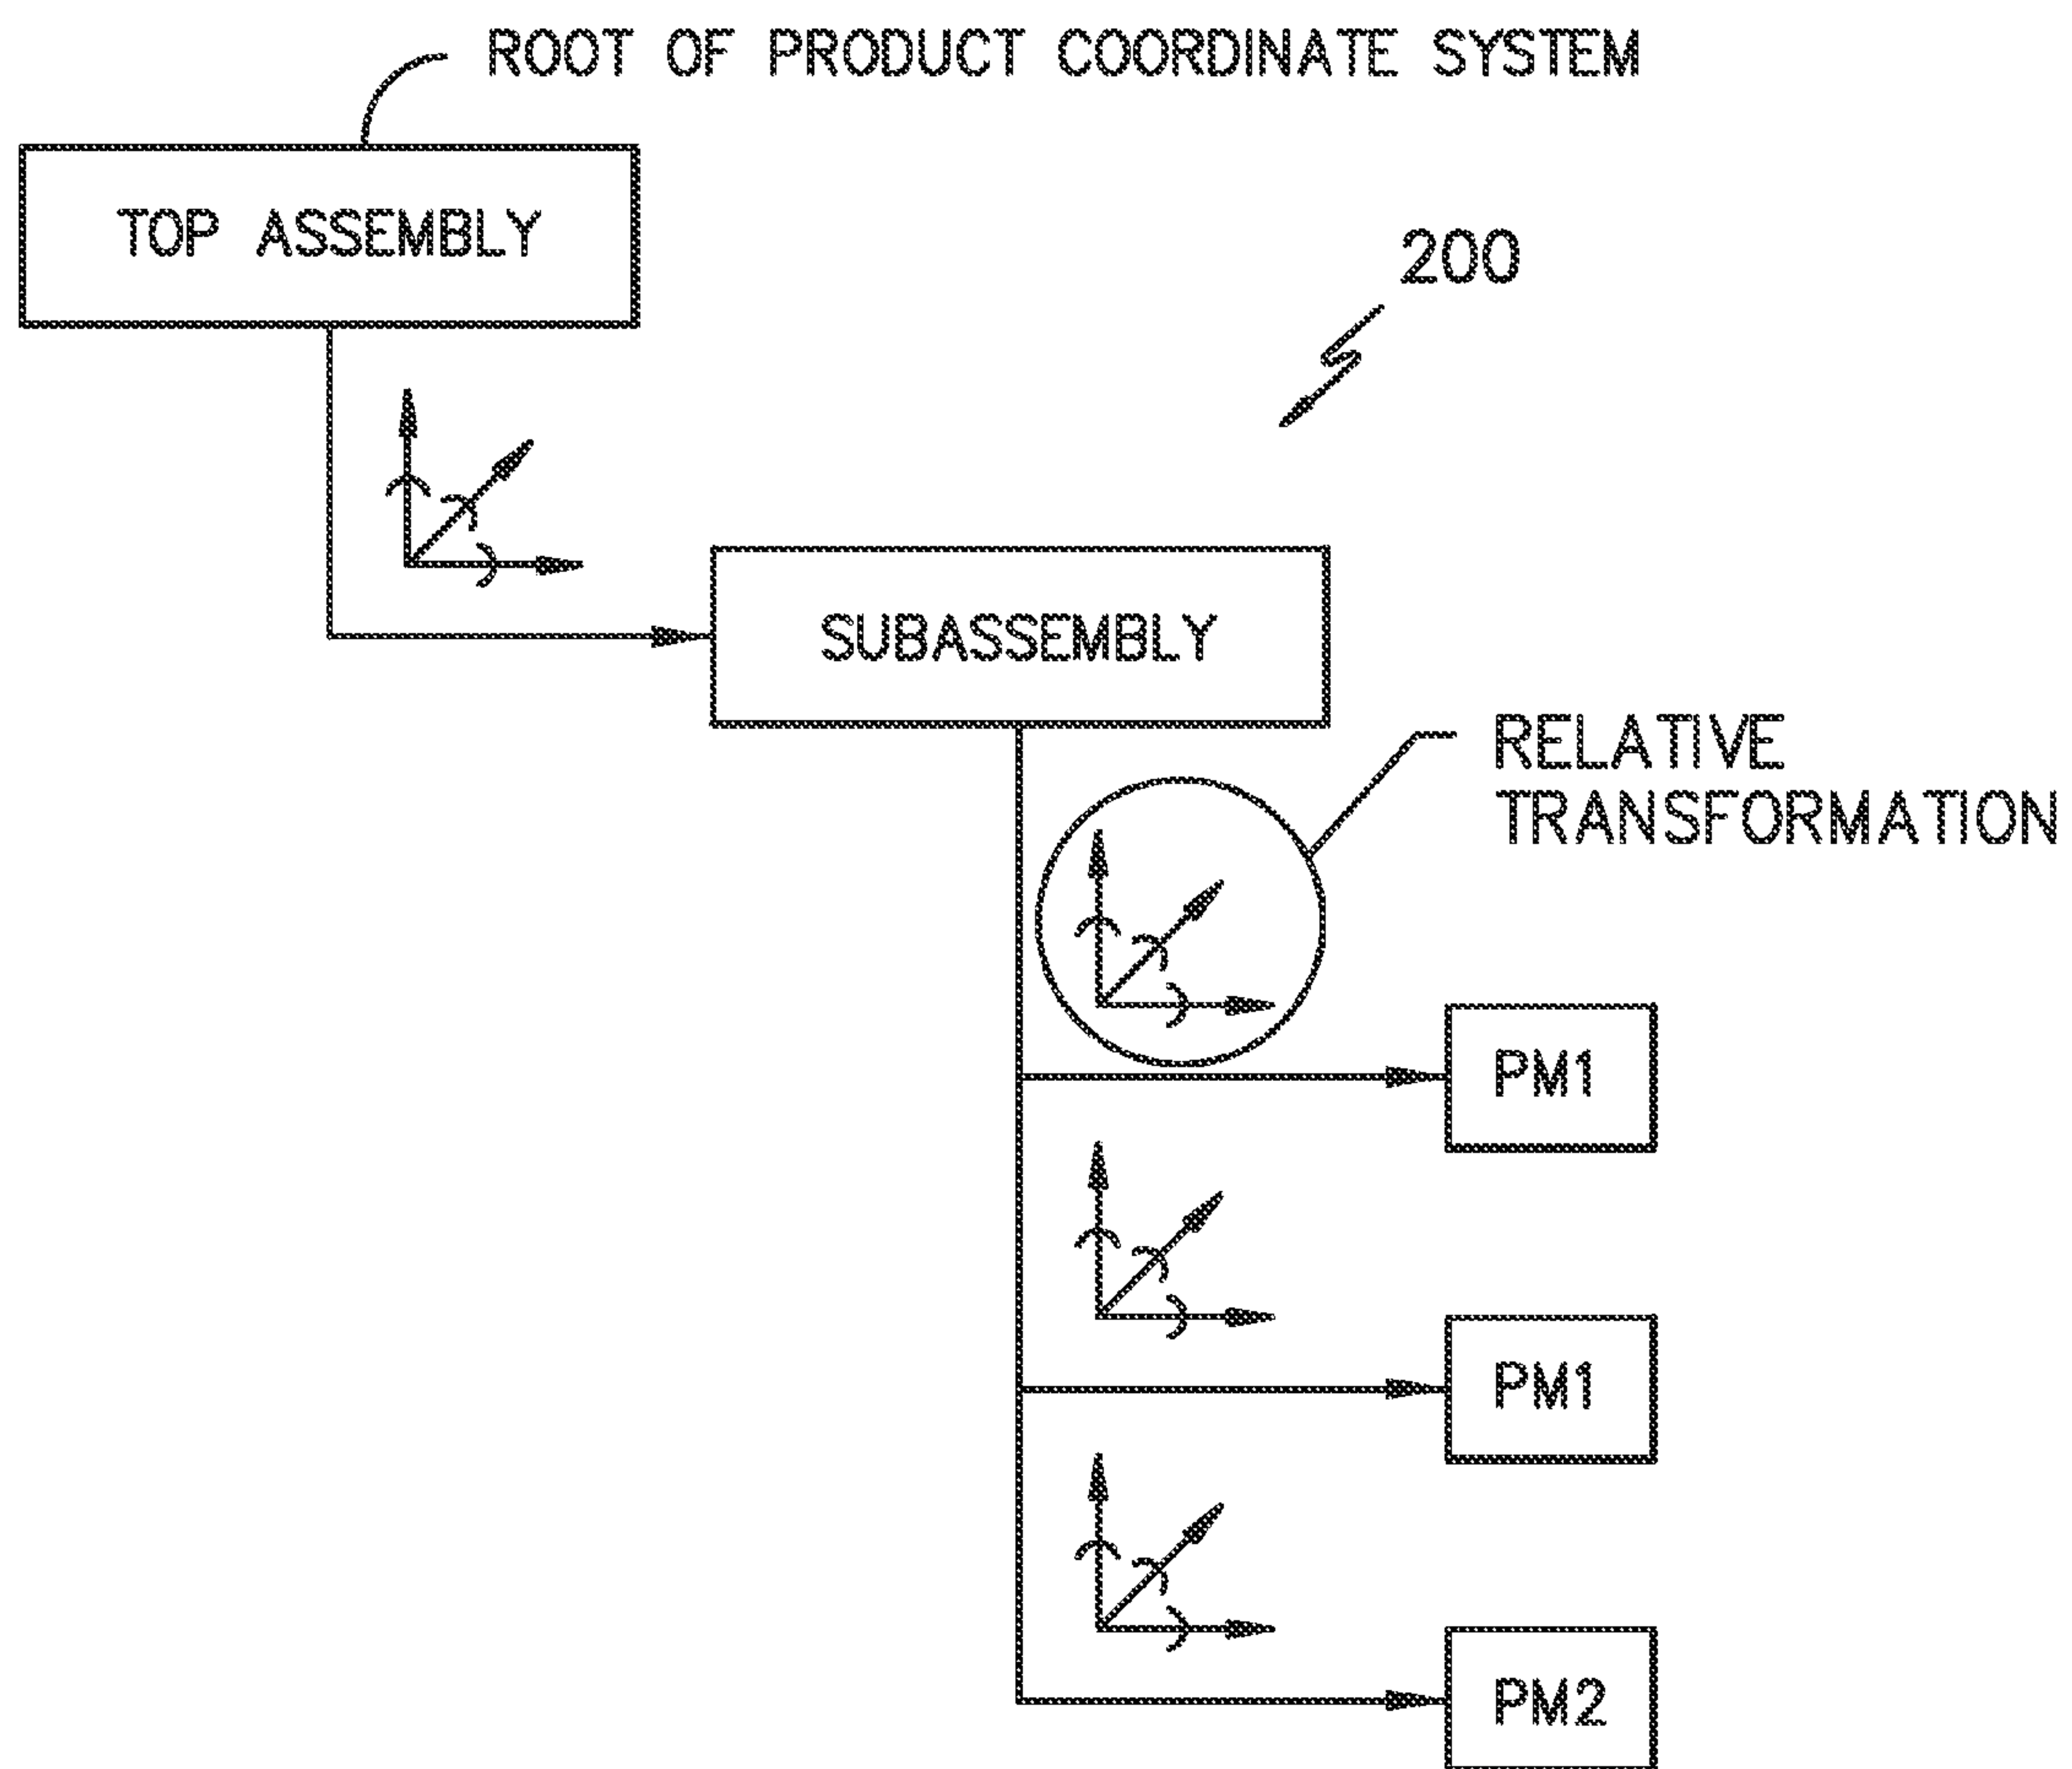 ROOT OF PRODUCT COORDINATE SYSTEM
TOP ASSEMBLY
200
SUBASSEMBLY
RELATIVE
TRANSFORMATION
PM1
PM1
PM2